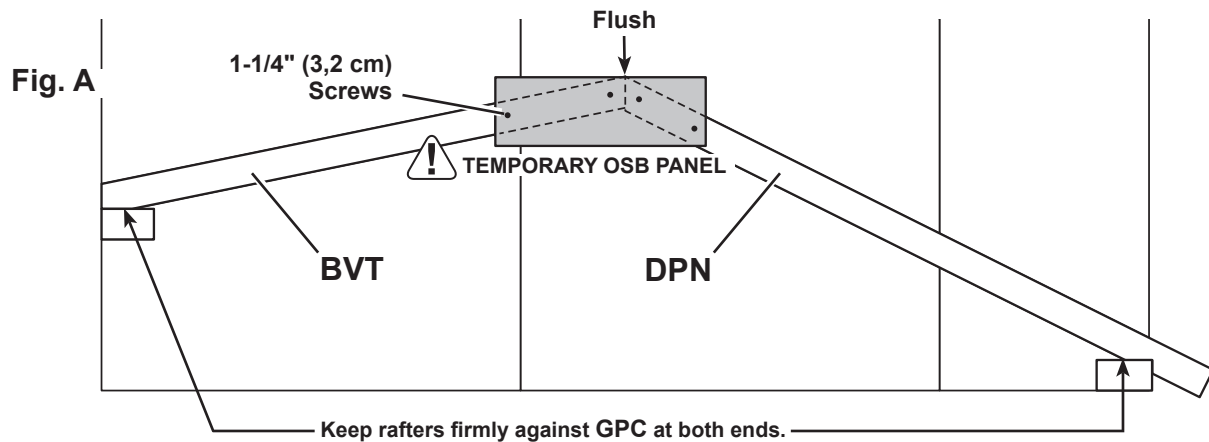 Flush
1-1/4" (3,2 cm)
Screws
Fig. A
! TEMPORARY OSB PANEL
BVT
DPN
Keep rafters firmly against GPC at both ends.